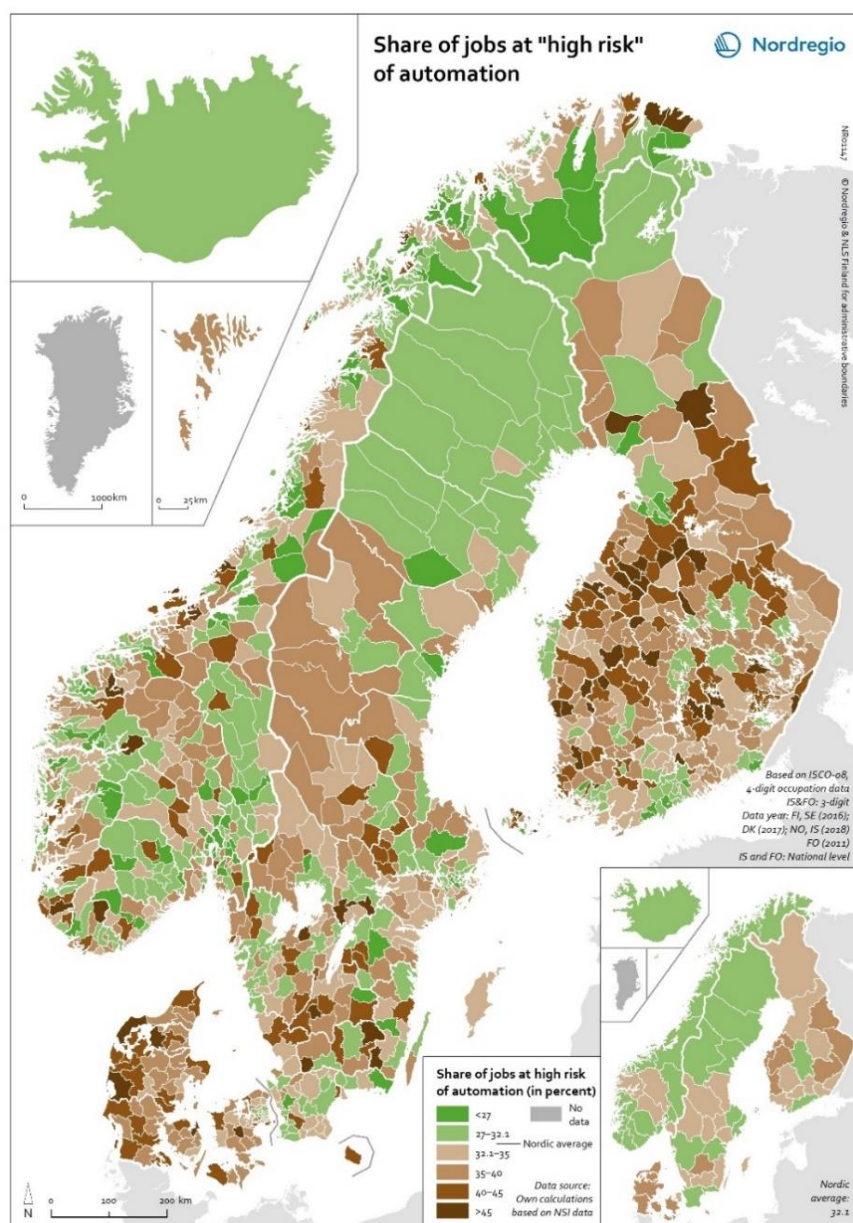 Share of jobs at "high risk"
of automation
Nordregio
NR01147 © Nordregio & NLS Finland for administrative boundaries
0 1000 km
0 25 km
Based on ISCO-08,
4-digit occupation data
IS&FO: 3-digit
Data year: FI, SE (2016);
DK (2017); NO, IS (2018)
FO (2011)
IS and FO: National level
Share of jobs at high risk
of automation (in percent)
<27
No
data
27–32.1
Nordic average
32.1–35
35–40
40–45
>45
Data source:
Own calculations
based on NSI data
Nordic
average:
32.1
N
0 100 200 km